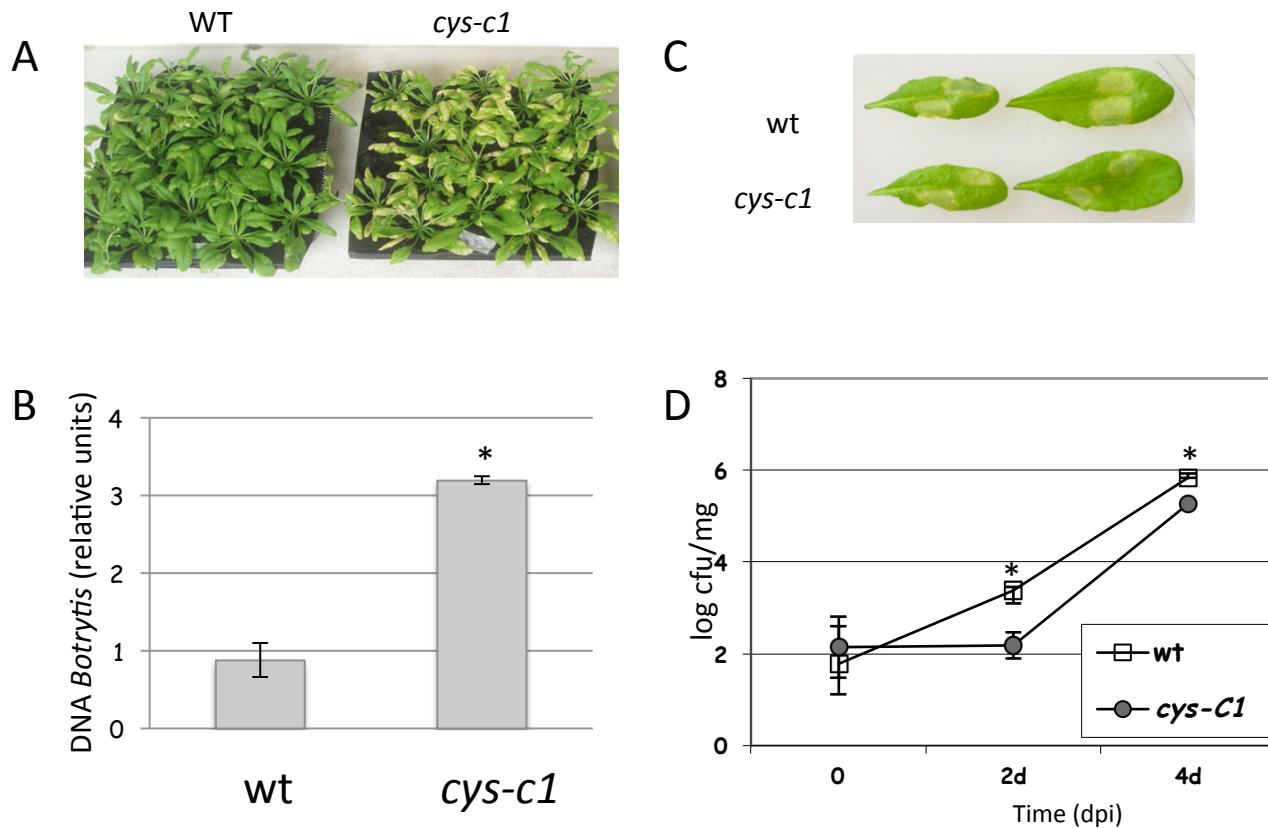 A
WT
cys-c1
C
wt
cys-c1
B
DNA Botrytis (relative units)
4
3
2
1
0
*
wt
cys-c1
D
log cfu/mg
8
6
4
2
0
*
*
wt
cys-C1
0
2d
4d
Time (dpi)